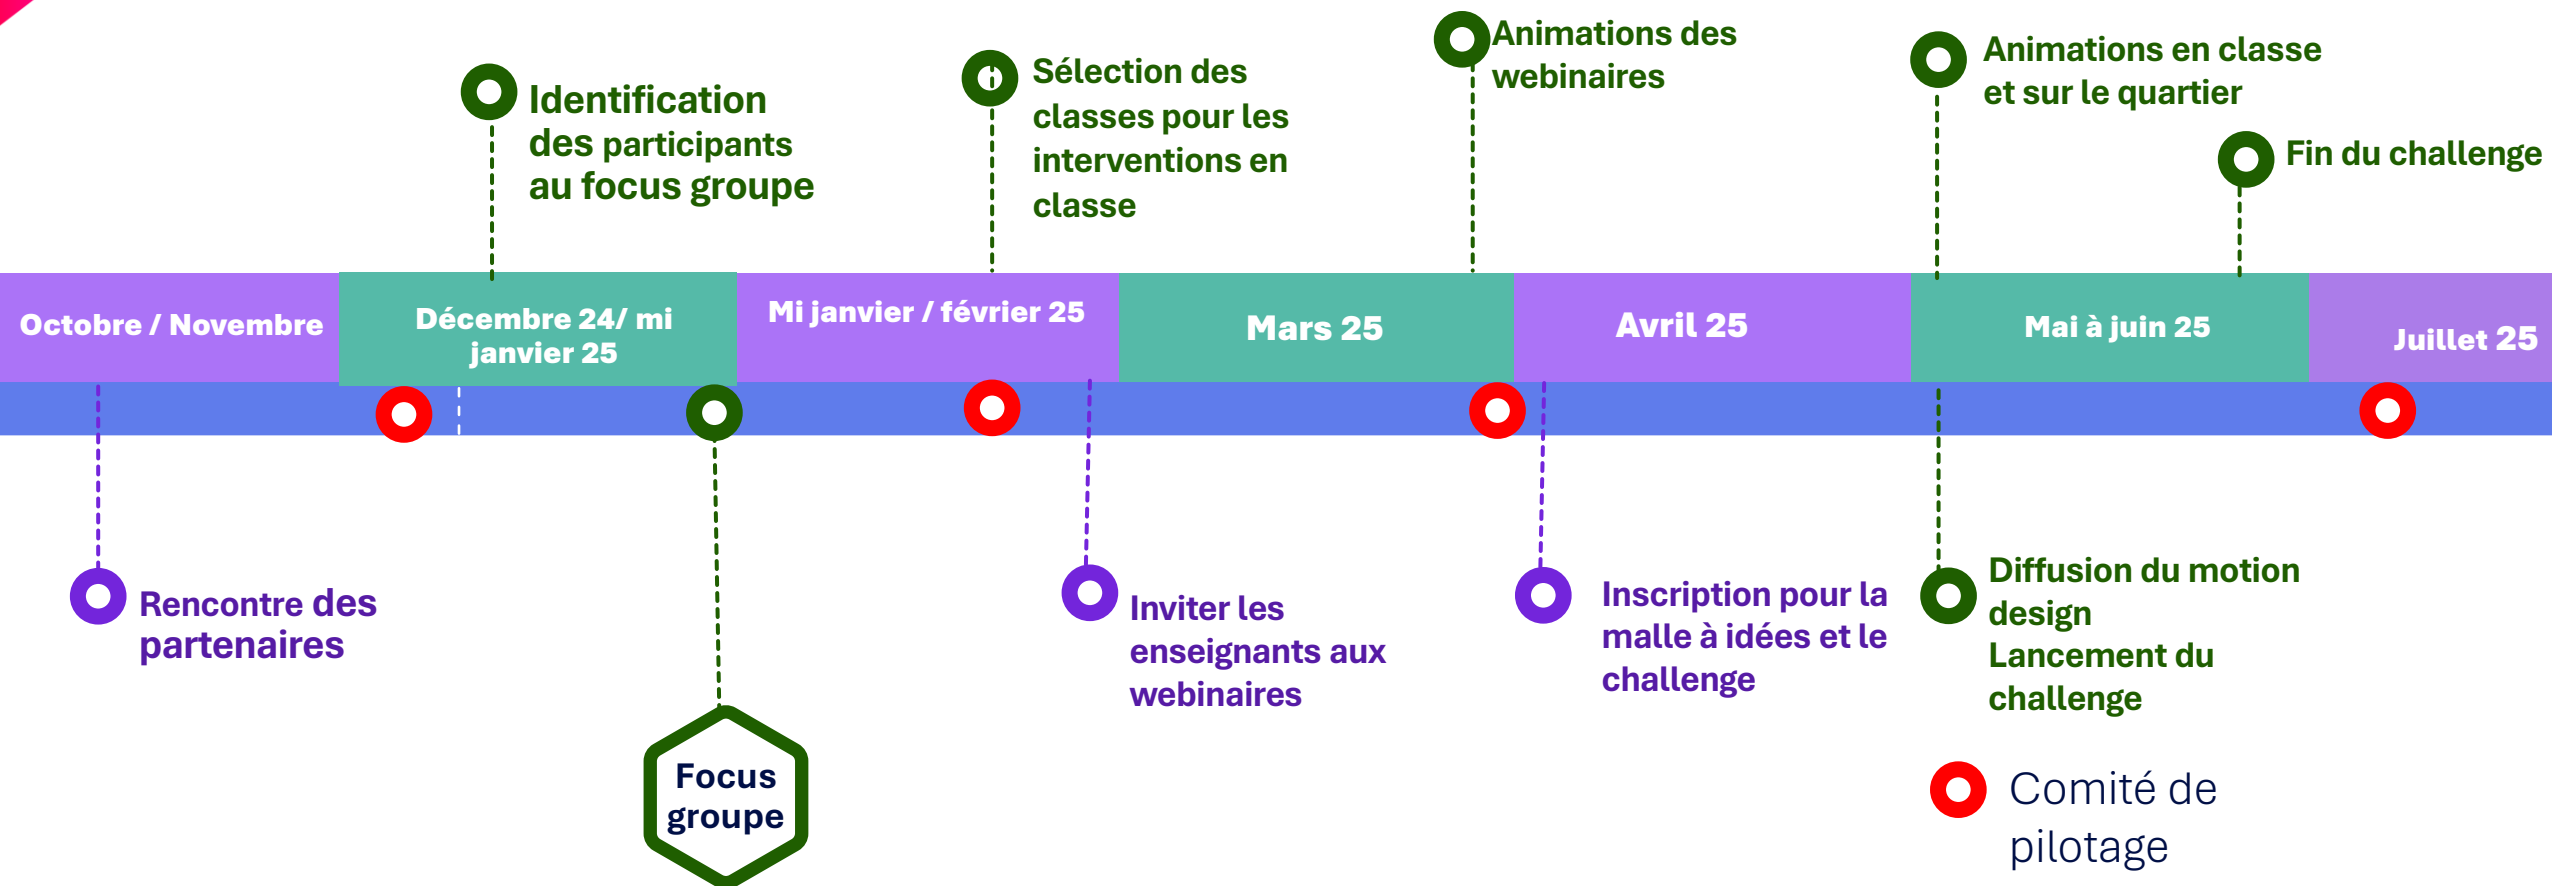 Identification
des participants
au focus groupe
Sélection des
classes pour les
interventions en
classe
Animations des
webinaires
Animations en classe
et sur le quartier
Fin du challenge
Octobre / Novembre
Décembre 24/ mi
janvier 25
Mi janvier / février 25
Mars 25
Avril 25
Mai à juin 25
Juillet 25
Rencontre des
partenaires
Focus
groupe
Inviter les
enseignants aux
webinaires
Inscription pour la
malle à idées et le
challenge
Diffusion du motion
design
Lancement du
challenge
Comité de
pilotage